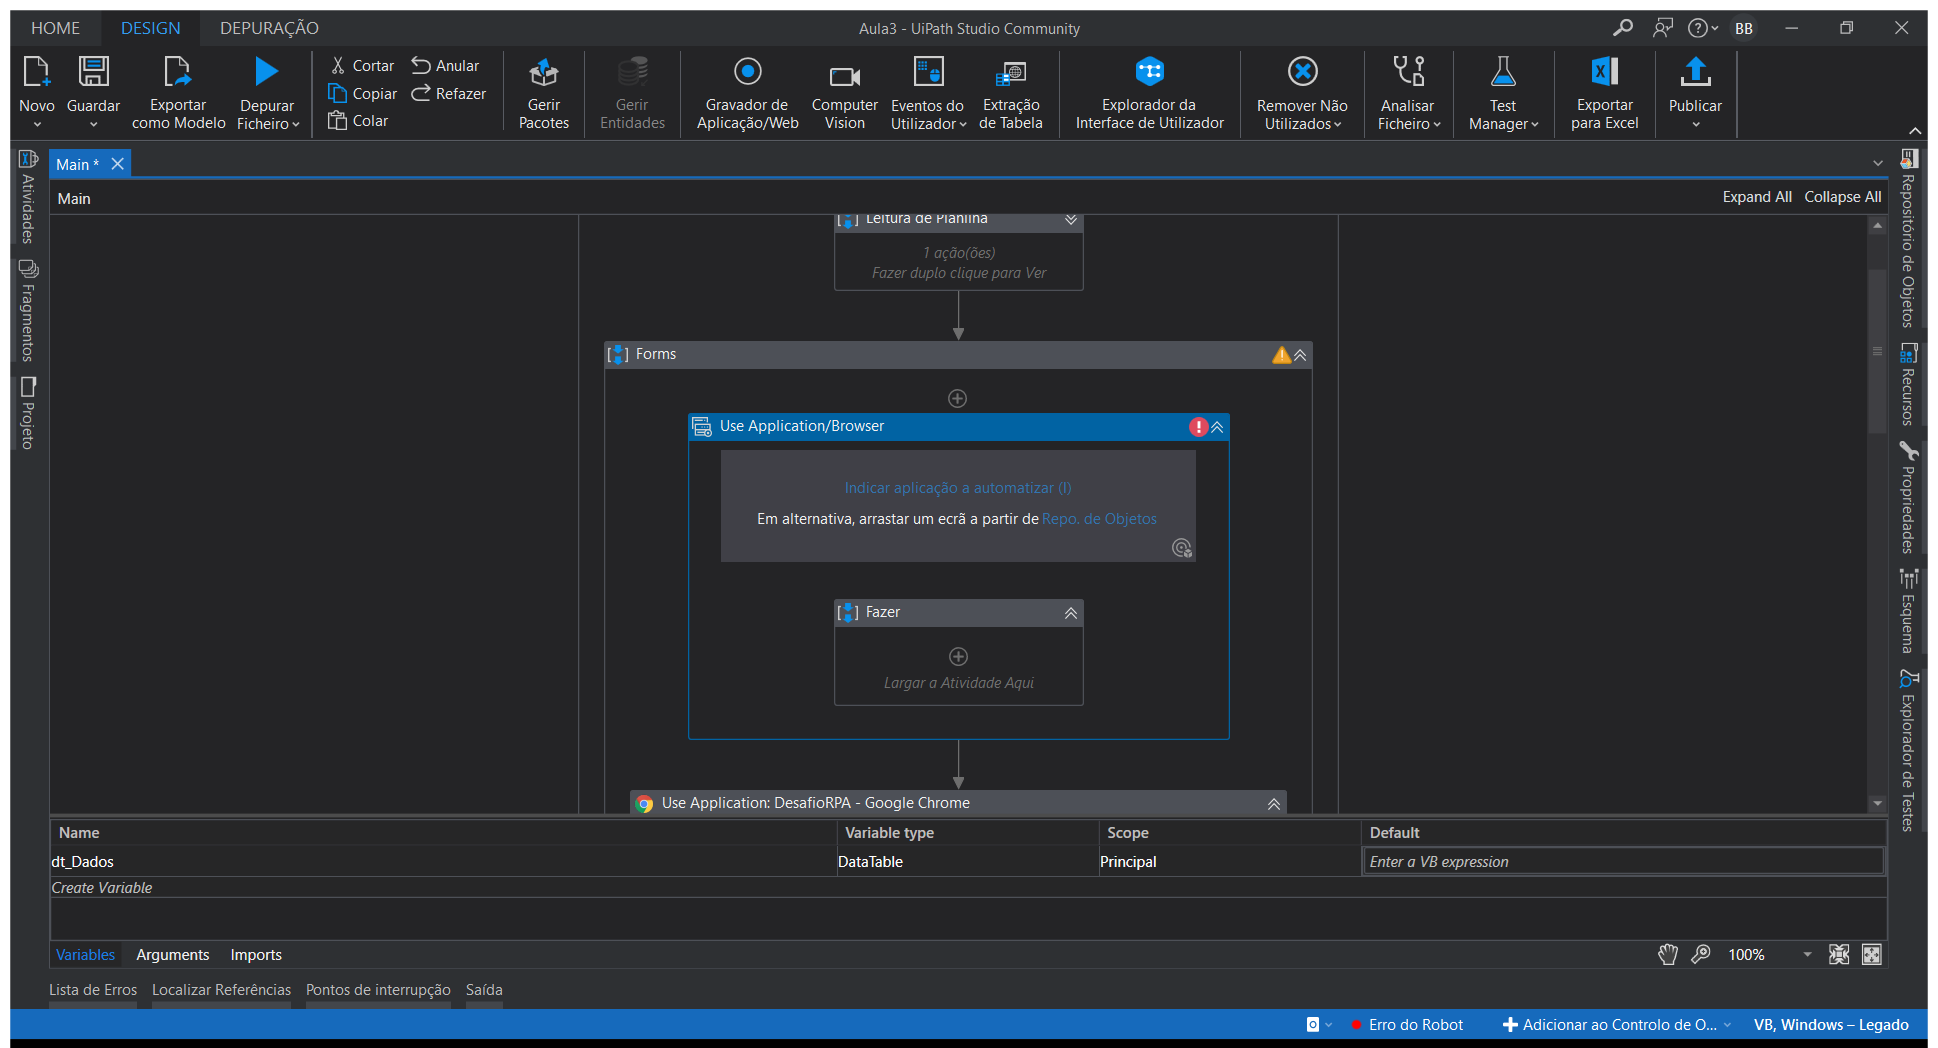 HOME DESIGN DEPURAÇÃO Aula3 - UiPath Studio Community BB
Novo
Guardar
Exportar
como Modelo
Depurar
Ficheiro
Cortar
Copiar
Colar
Anular
Refazer
Gerir
Pacotes
Gerir
Entidades
Gravador de
Aplicação/Web
Computer
Vision
Eventos do
Utilizador
Extração
de Tabela
Explorador da
Interface de Utilizador
Remover Não
Utilizados
Analisar
Ficheiro
Test
Manager
Exportar
para Excel
Publicar
Atividades
Fragmentos
Projeto
Main *
Main
Expand All Collapse All
Leitura de Planilha
1 ação(ões)
Fazer duplo clique para Ver
Forms
Use Application/Browser
Indicar aplicação a automatizar (I)
Em alternativa, arrastar um ecrã a partir de Repo. de Objetos
Fazer
Largar a Atividade Aqui
Use Application: DesafioRPA - Google Chrome
Repositório de Objetos
Recursos
Propriedades
Esquema
Explorador de Testes
Name Variable type Scope Default
dt_Dados DataTable Principal Enter a VB expression
Create Variable
Variables Arguments Imports 100%
Lista de Erros Localizar Referências Pontos de interrupção Saída
Erro do Robot Adicionar ao Controlo de O... VB, Windows – Legado